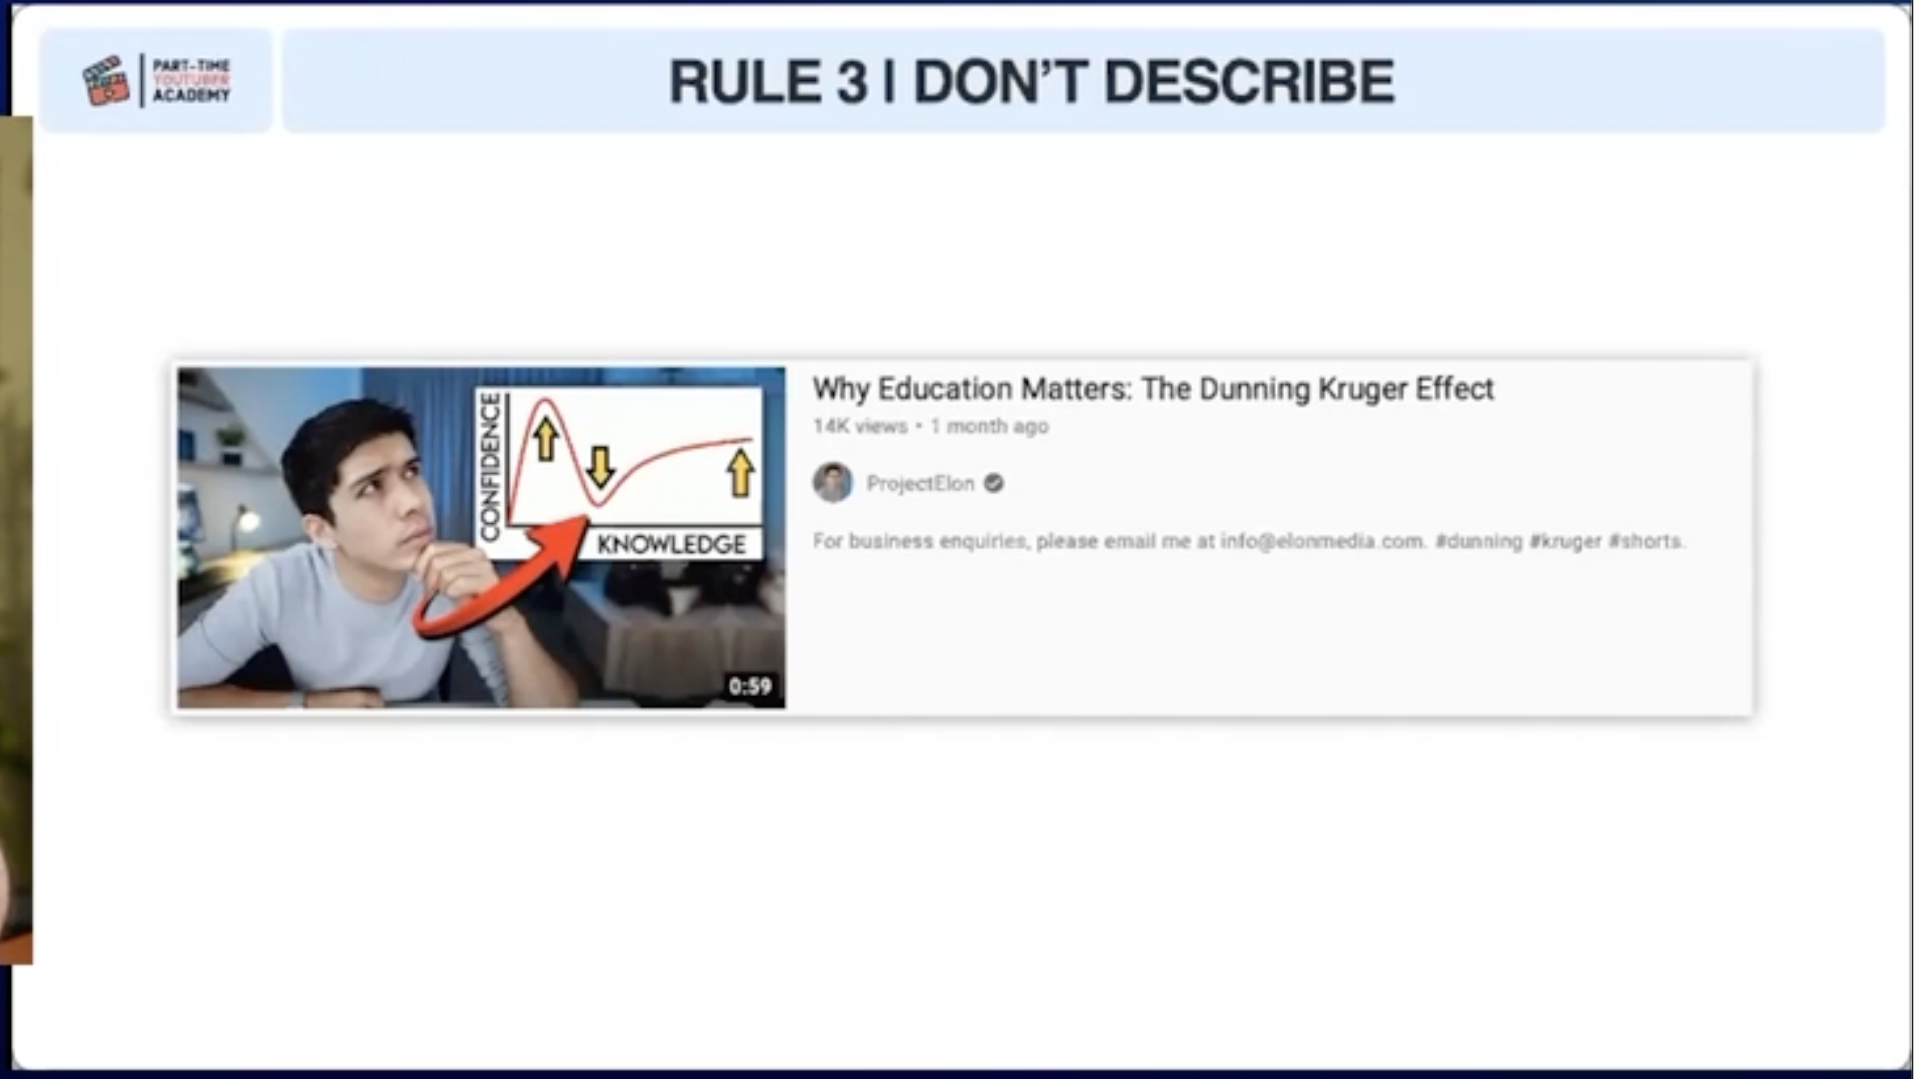 PART-TIME
YOUTUBER
ACADEMY
RULE 3 | DON'T DESCRIBE
CONFIDENCE
KNOWLEDGE
0:59
Why Education Matters: The Dunning Kruger Effect
14K views • 1 month ago
ProjectElon
For business enquiries, please email me at info@elonmedia.com. #dunning #kruger #shorts.